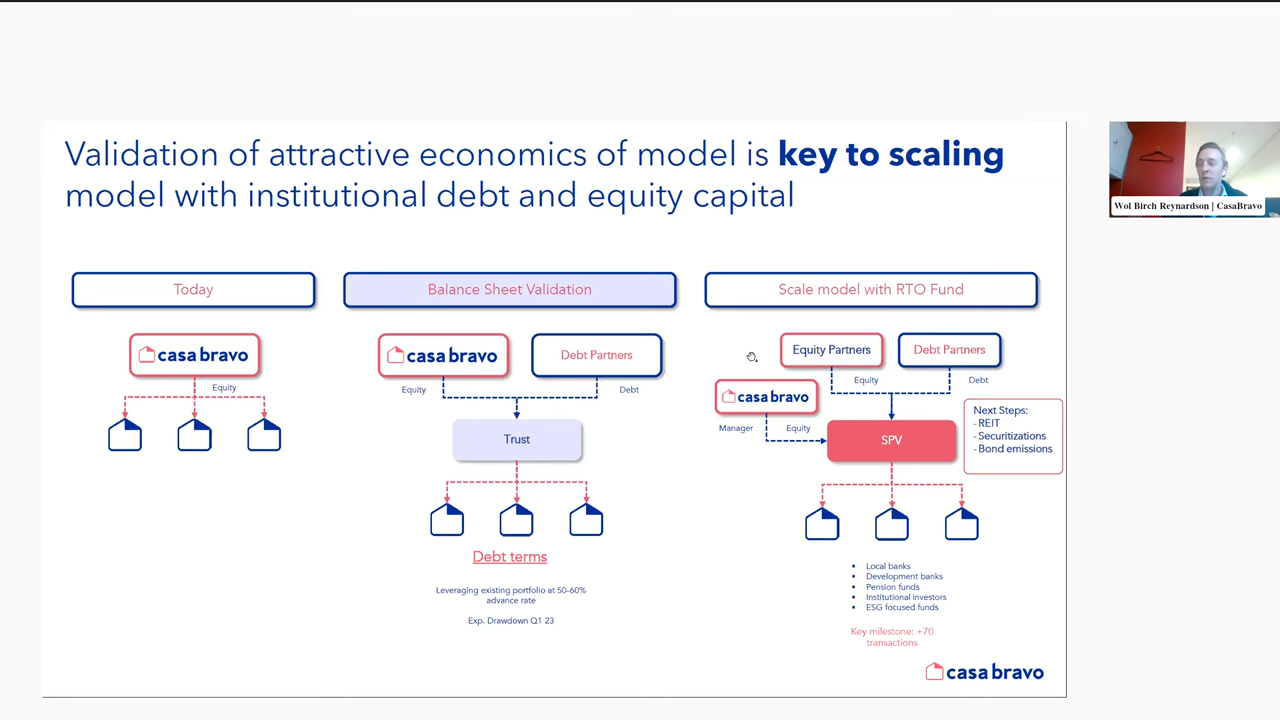 Validation of attractive economics of model is key to scaling
model with institutional debt and equity capital
Wol Birch Reynardson | CasaBravo
Today
casa bravo
Equity
Balance Sheet Validation
casa bravo
Debt Partners
Equity
Debt
Trust
Debt terms
Leveraging existing portfolio at 50-60%
advance rate
Exp. Drawdown Q1 23
Scale model with RTO Fund
Equity Partners
Debt Partners
Equity
Debt
casa bravo
Manager
Equity
SPV
Next Steps:
- REIT
- Securitizations
- Bond emissions
▪ Local banks
▪ Development banks
▪ Pension funds
▪ Institutional investors
▪ ESG focused funds
Key milestone: +70
transactions
casa bravo